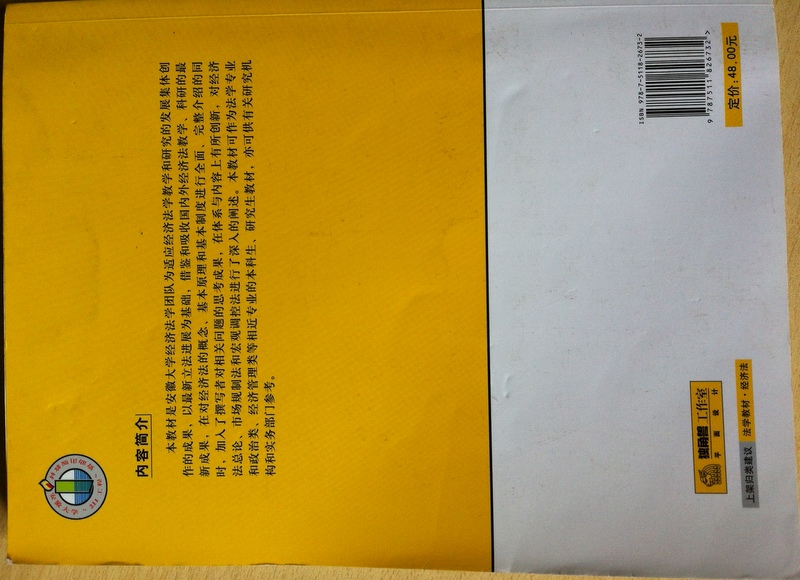 内容简介
本教材是安徽大学经济法学团队为适应经济法学教学和研究的发展集体创
作的成果，以最新立法进展为基础，借鉴和吸收国内外经济法教学、科研的最
新成果，在对经济法的概念、基本原理和基本制度进行全面、完整介绍的同
时，加入了撰写者对相关问题的思考成果，在体系与内容上有所创新，对经济
法总论、市场规制法和宏观调控法进行了深入的阐述。本教材可作为法学专业
和政治类、经济管理类等相近专业的本科生、研究生教材，亦可供有关研究机
构和实务部门参考。
ISBN 978-7-5118-2673-2
9 787511 826732 >
定价：48.00元
独角兽工作室
平面设计
上架归类建议 法学教材·经济法